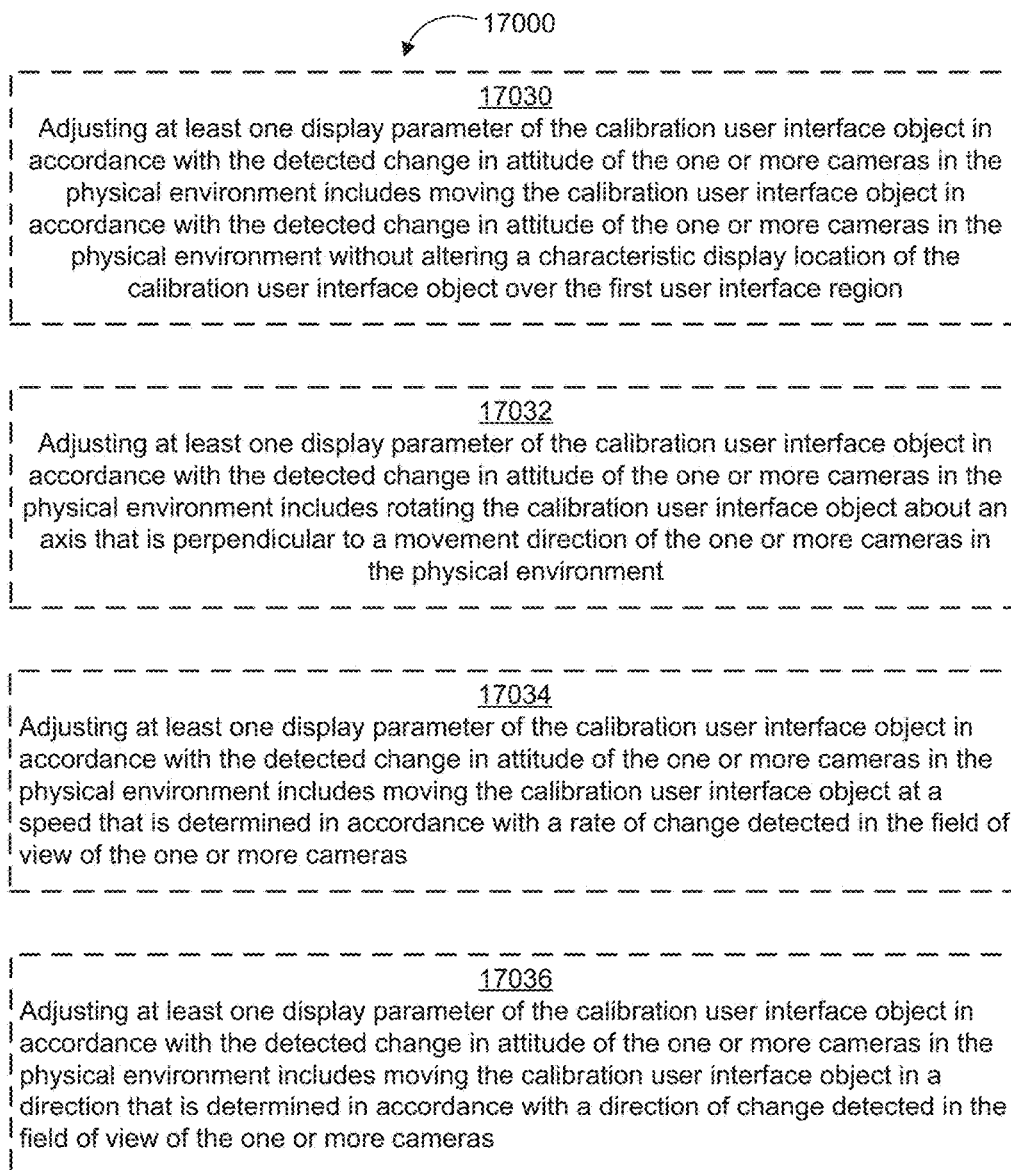 17000
17030
Adjusting at least one display parameter of the calibration user interface object in
accordance with the detected change in attitude of the one or more cameras in the
physical environment includes moving the calibration user interface object in
accordance with the detected change in attitude of the one or more cameras in the
physical environment without altering a characteristic display location of the
calibration user interface object over the first user interface region
17032
Adjusting at least one display parameter of the calibration user interface object in
accordance with the detected change in attitude of the one or more cameras in the
physical environment includes rotating the calibration user interface object about an
axis that is perpendicular to a movement direction of the one or more cameras in
the physical environment
17034
Adjusting at least one display parameter of the calibration user interface object in
accordance with the detected change in attitude of the one or more cameras in the
physical environment includes moving the calibration user interface object at a
speed that is determined in accordance with a rate of change detected in the field of
view of the one or more cameras
17036
Adjusting at least one display parameter of the calibration user interface object in
accordance with the detected change in attitude of the one or more cameras in the
physical environment includes moving the calibration user interface object in a
direction that is determined in accordance with a direction of change detected in the
field of view of the one or more cameras